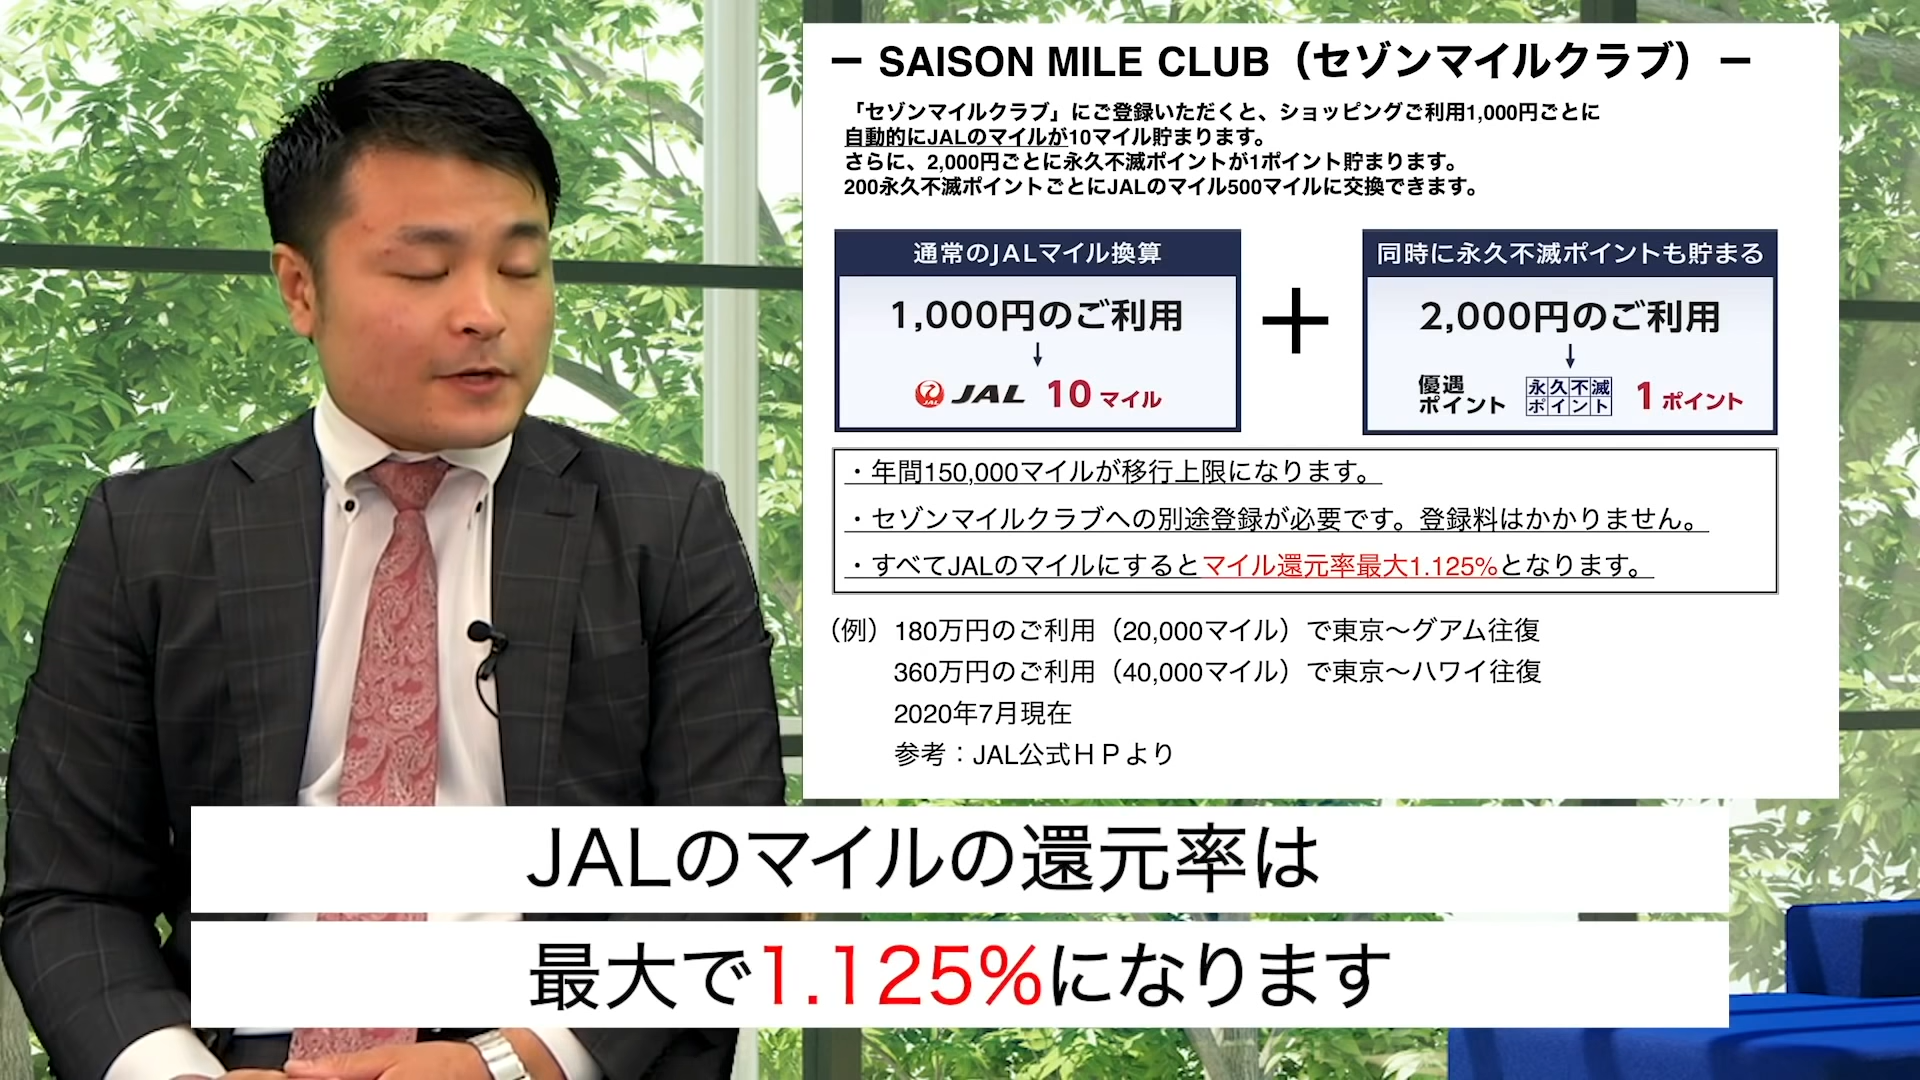 ― SAISON MILE CLUB（セゾンマイルクラブ）―
「セゾンマイルクラブ」にご登録いただくと、ショッピングご利用1,000円ごとに
自動的にJALのマイルが10マイル貯まります。
さらに、2,000円ごとに永久不滅ポイントが1ポイント貯まります。
200永久不滅ポイントごとにJALのマイル500マイルに交換できます。
通常のJALマイル換算
1,000円のご利用
↓
JAL JAL 10 マイル
＋
同時に永久不滅ポイントも貯まる
2,000円のご利用
↓
優遇
ポイント
永久不滅
ポイント
1 ポイント
・年間150,000マイルが移行上限になります。
・セゾンマイルクラブへの別途登録が必要です。登録料はかかりません。
・すべてJALのマイルにするとマイル還元率最大1.125%となります。
（例）180万円のご利用（20,000マイル）で東京〜グアム往復
360万円のご利用（40,000マイル）で東京〜ハワイ往復
2020年7月現在
参考：JAL公式ＨＰより
JALのマイルの還元率は
最大で1.125%になります